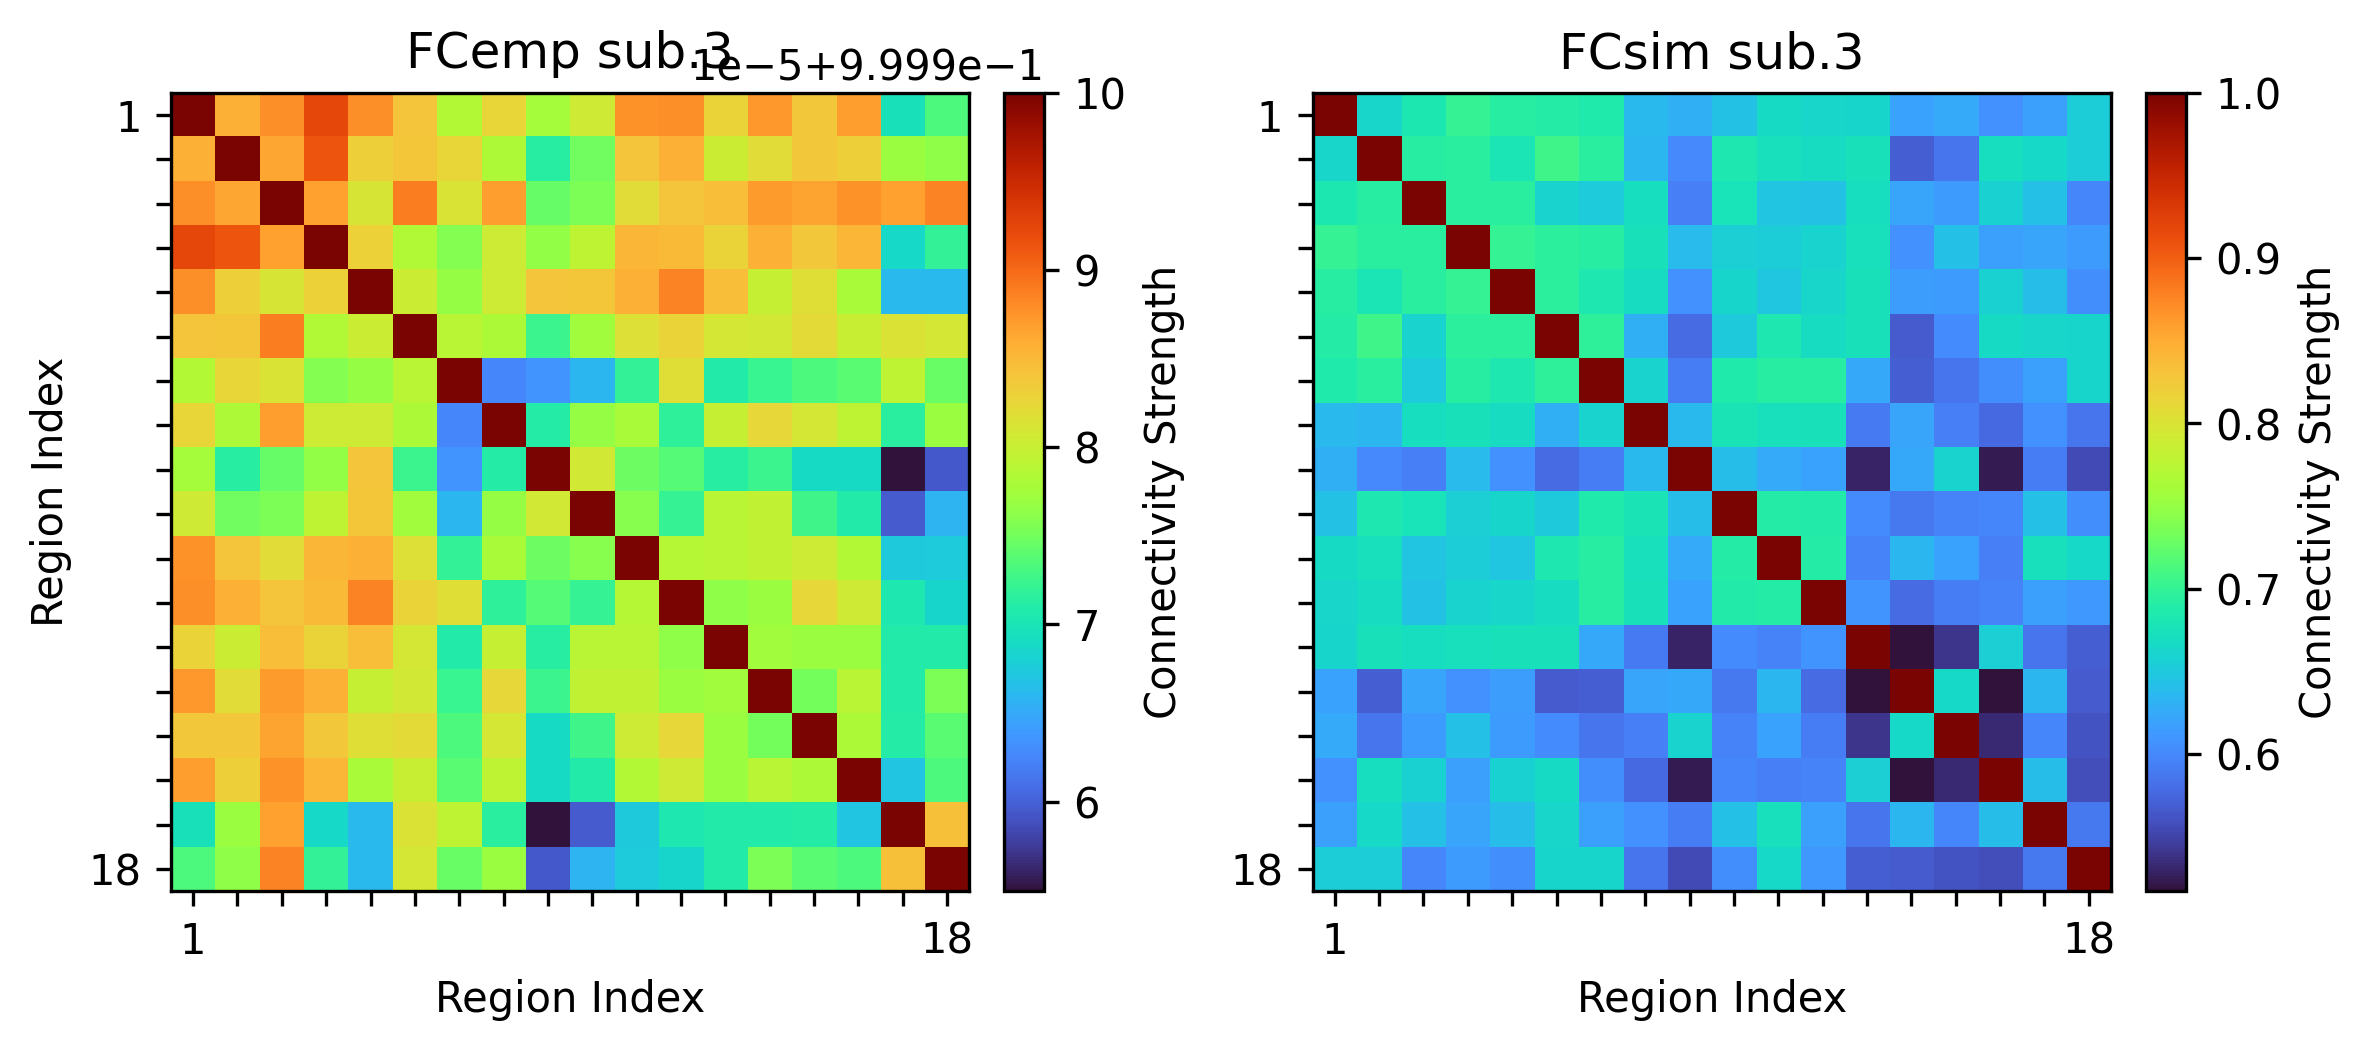 FCemp sub.3
1e−5+9.999e−1
1
18
1
18
Region Index
Region Index
10
9
8
7
6
Connectivity Strength
FCsim sub.3
1
18
1
18
Region Index
1.0
0.9
0.8
0.7
0.6
Connectivity Strength